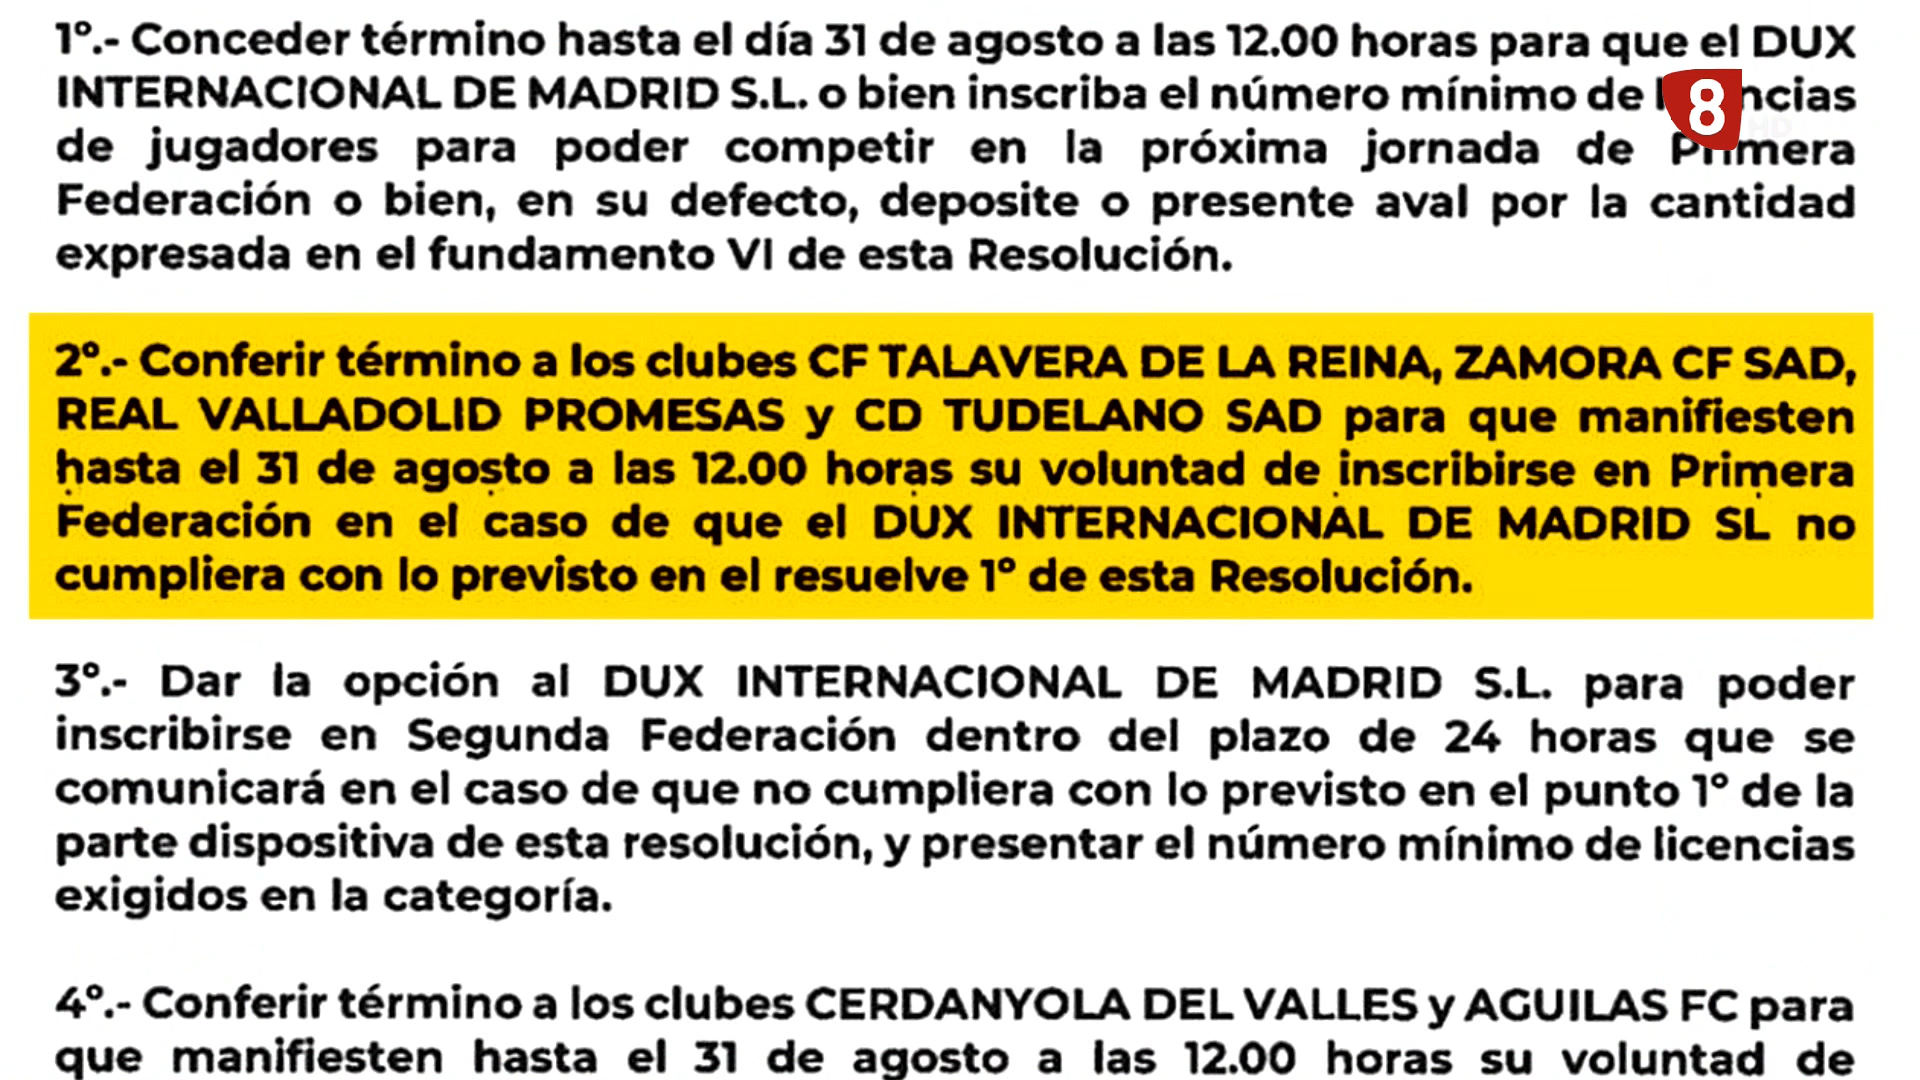 1º.- Conceder término hasta el día 31 de agosto a las 12.00 horas para que el DUX
INTERNACIONAL DE MADRID S.L. o bien inscriba el número mínimo de
8
HD
de jugadores para poder competir en la próxima jornada de Primera
Federación o bien, en su defecto, deposite o presente aval por la cantidad
expresada en el fundamento VI de esta Resolución.
2º.- Conferir término a los clubes CF TALAVERA DE LA REINA, ZAMORA CF SAD,
REAL VALLADOLID PROMESAS y CD TUDELANO SAD para que manifiesten
hasta el 31 de agosto a las 12.00 horas su voluntad de inscribirse en Primera
Federación en el caso de que el DUX INTERNACIONAL DE MADRID SL no
cumpliera con lo previsto en el resuelve 1º de esta Resolución.
3º.- Dar la opción al DUX INTERNACIONAL DE MADRID S.L. para poder
inscribirse en Segunda Federación dentro del plazo de 24 horas que se
comunicará en el caso de que no cumpliera con lo previsto en el punto 1º de la
parte dispositiva de esta resolución, y presentar el número mínimo de licencias
exigidos en la categoría.
4º.- Conferir término a los clubes CERDANYOLA DEL VALLES y AGUILAS FC para
que manifiesten hasta el 31 de agosto a las 12.00 horas su voluntad de